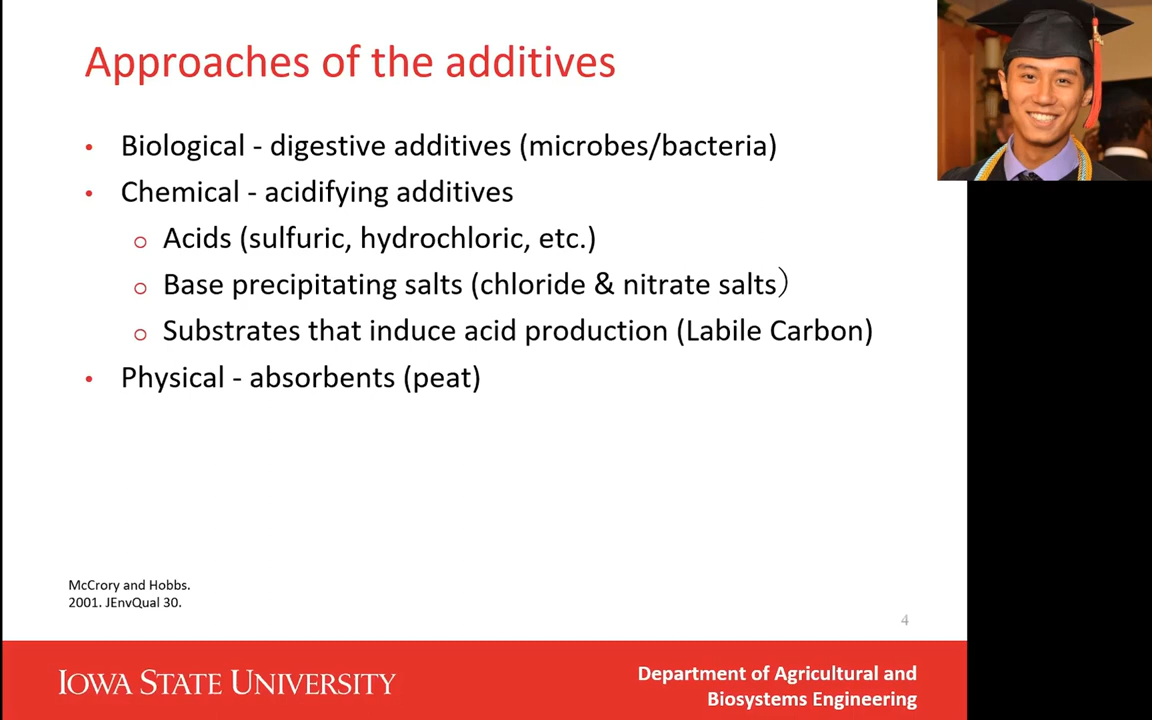 Approaches of the additives
• Biological - digestive additives (microbes/bacteria)
• Chemical - acidifying additives
o Acids (sulfuric, hydrochloric, etc.)
o Base precipitating salts (chloride & nitrate salts）
o Substrates that induce acid production (Labile Carbon)
• Physical - absorbents (peat)
McCrory and Hobbs.
2001. JEnvQual 30.
4
IOWA STATE UNIVERSITY
Department of Agricultural and
Biosystems Engineering